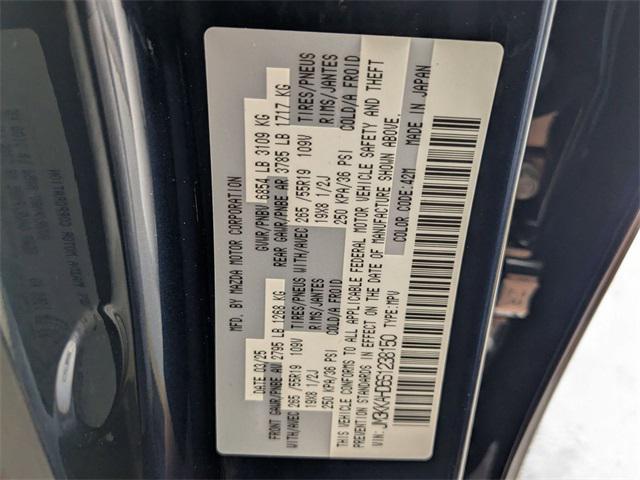 MFD. BY MAZDA MOTOR CORPORATION
DATE 03/25 GVWR/PNBV 6854 LB 3109 KG
FRONT GAWR/PNBE AV 2795 LB 1268 KG REAR GAWR/PNBE AR 3785 LB 1717 KG
WITH/AVEC 265 /55R19 109V TIRES/PNEUS WITH/AVEC 265 /55R19 109V TIRES/PNEUS
19X8 1/2J RIMS/JANTES 19X8 1/2J RIMS/JANTES
250 KPA/36 PSI COLD/A FROID 250 KPA/36 PSI COLD/A FROID
THIS VEHICLE CONFORMS TO ALL APPLICABLE FEDERAL MOTOR VEHICLE SAFETY AND THEFT
PREVENTION STANDARDS IN EFFECT ON THE DATE OF MANUFACTURE SHOWN ABOVE.
VIN: JM3KKAHD6S1238150 TYPE:MPV COLOR CODE:42M MADE IN JAPAN